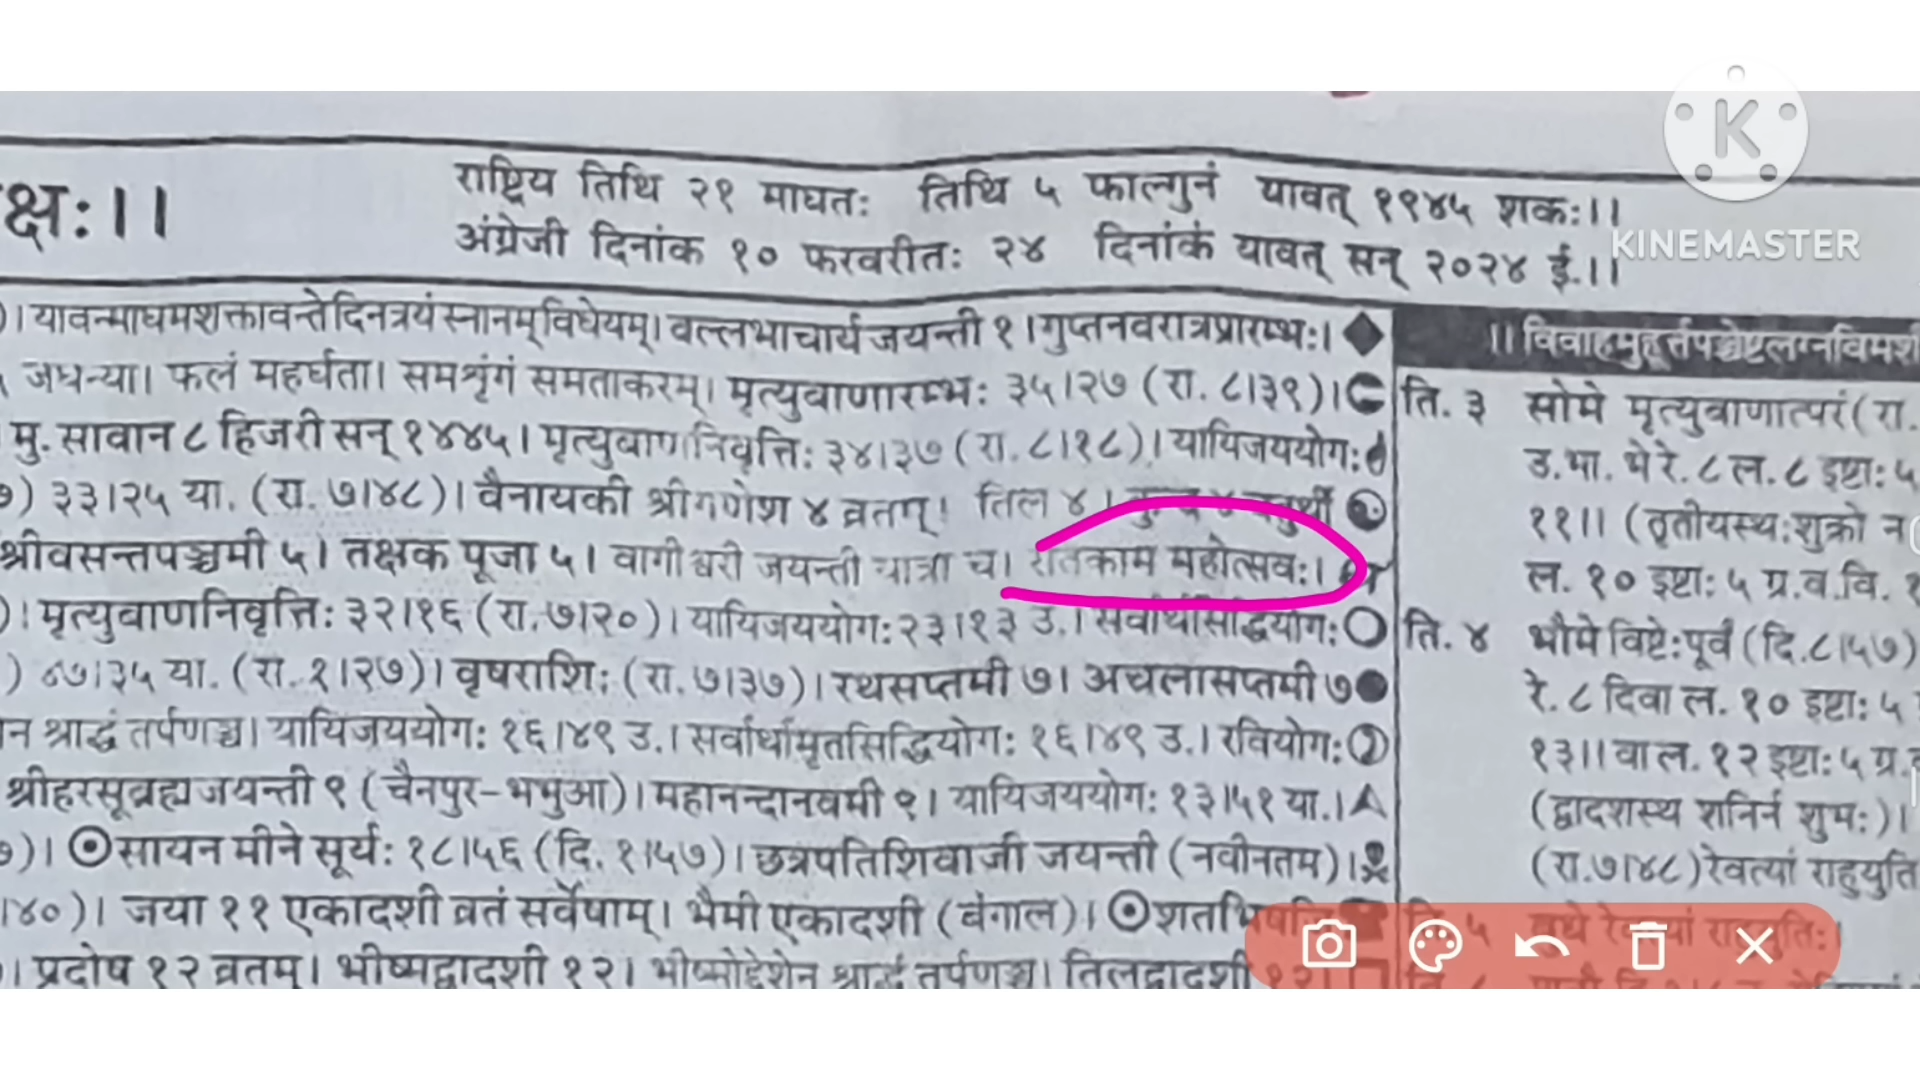 K
KINEMASTER
क्षः।।
राष्ट्रिय तिथि २१ माघतः तिथि ५ फाल्गुनं यावत् १९४५ शकः।।
अंग्रेजी दिनांक १० फरवरीतः २४ दिनांकं यावत् सन् २०२४ ई.।।
)। यावन्माघमशक्तावन्तेदिनत्रयंस्नानम्विधेयम्। वल्लभाचार्यजयन्ती १। गुप्तनवरात्रप्रारम्भः।
जघन्या। फलं महर्घता। समशृंगं समताकरम्। मृत्युवाणारम्भः ३५।२७ (रा. ८।३९)।
मु. सावान ८ हिजरी सन् १४४५। मृत्युवाणनिवृत्तिः ३४।३७ (रा. ८।१८)। यायिजययोगः
७) ३३।२५ या. (रा. ७।४८)। वैनायकी श्रीगणेश ४ व्रतम्। तिल ४। कुन्द ४ चतुर्थी
श्रीवसन्तपञ्चमी ५। तक्षक पूजा ५। वागीश्वरी जयन्ती यात्रा च। रतिकाम महोत्सवः।
)। मृत्युवाणनिवृत्तिः ३२।१६ (रा. ७।२०)। यायिजययोगः २३।१३ उ.। सर्वार्थसिद्धियोगः
) ४७।३५ या. (रा. १।२७)। वृषराशिः (रा. ७।३७)। रथसप्तमी ७। अचलासप्तमी ७
न श्राद्धं तर्पणञ्च। यायिजययोगः १६।४९ उ.। सर्वार्थामृतसिद्धियोगः १६।४९ उ.। रवियोगः
श्रीहरसूब्रह्म जयन्ती ९ (चैनपुर-भभुआ)। महानन्दानवमी ९। यायिजययोगः १३।५१ या.।
७)। सायन मीने सूर्यः १८।५६ (दि. १।५७)। छत्रपतिशिवाजी जयन्ती (नवीनतम)।
।४०)। जया ११ एकादशी व्रतं सर्वेषाम्। भैमी एकादशी (बंगाल)।
। प्रदोष १२ व्रतम्। भीष्मद्वादशी १२। भीष्मोद्देशेन श्राद्धं तर्पणञ्च। तिलद्वादशी
।। विवाहमुहूर्त्तपञ्चेष्टलग्नविमर्श
ति. ३ सोमे मृत्युवाणात्परं (रा.
उ.भा. भे रे. ८ ल. ८ इष्टाः ५
११।। (तृतीयस्थःशुक्रो न
ल. १० इष्टाः ५ ग्र.व.वि. १
ति. ४ भौमे विष्टेःपूर्वं (दि.८।५७)
रे. ८ दिवा ल. १० इष्टाः ५
१३।। वा ल. १२ इष्टाः ५ ग्र.
(द्वादशस्य शनिर्न शुभः)।
(रा.७।४८) रेवत्यां राहुयुति